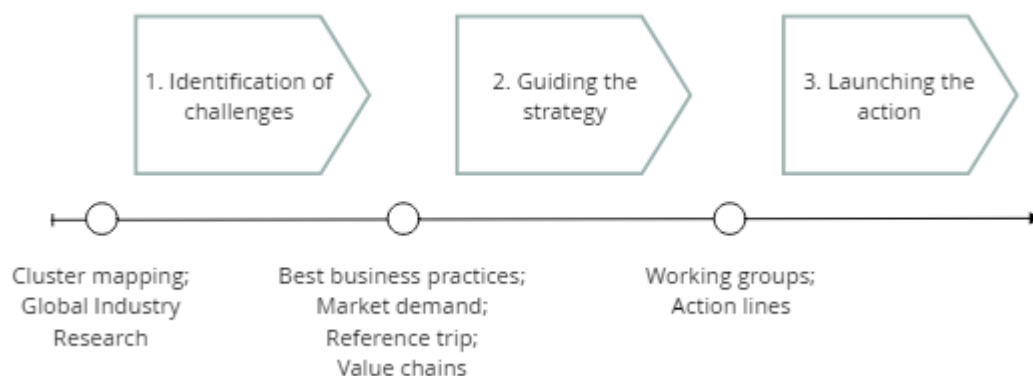 1. Identification of
challenges
2. Guiding the
strategy
3. Launching the
action
Cluster mapping;
Global Industry
Research
Best business practices;
Market demand;
Reference trip;
Value chains
Working groups;
Action lines